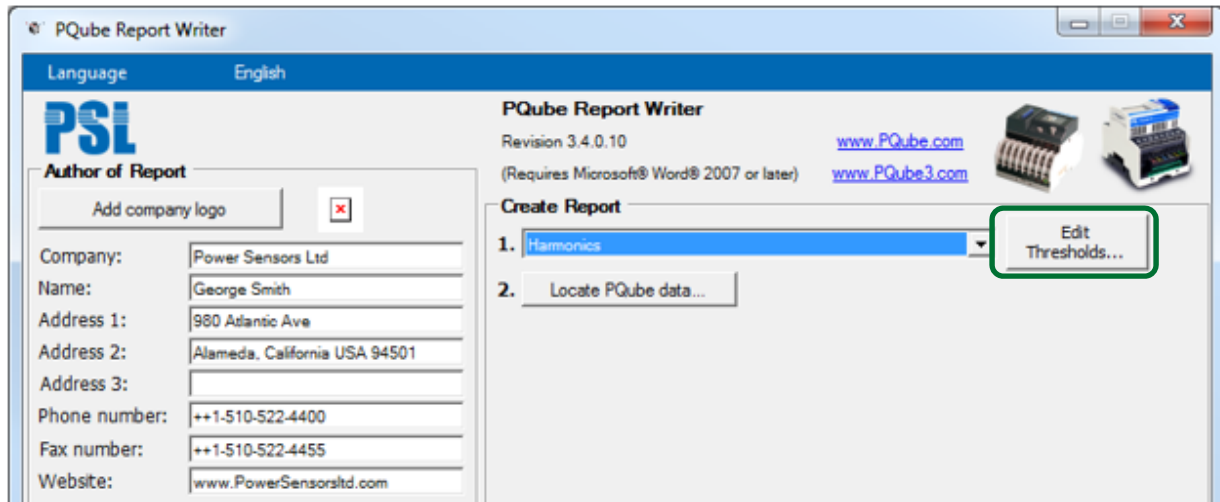 PQube Report Writer
Language English
PSL
PQube Report Writer
Revision 3.4.0.10 www.PQube.com
(Requires Microsoft® Word® 2007 or later) www.PQube3.com
Author of Report
Add company logo
Company: Power Sensors Ltd
Name: George Smith
Address 1: 980 Atlantic Ave
Address 2: Alameda, California USA 94501
Address 3:
Phone number: ++1-510-522-4400
Fax number: ++1-510-522-4455
Website: www.PowerSensorsltd.com
Create Report
1. Harmonics
Edit
Thresholds...
2. Locate PQube data...